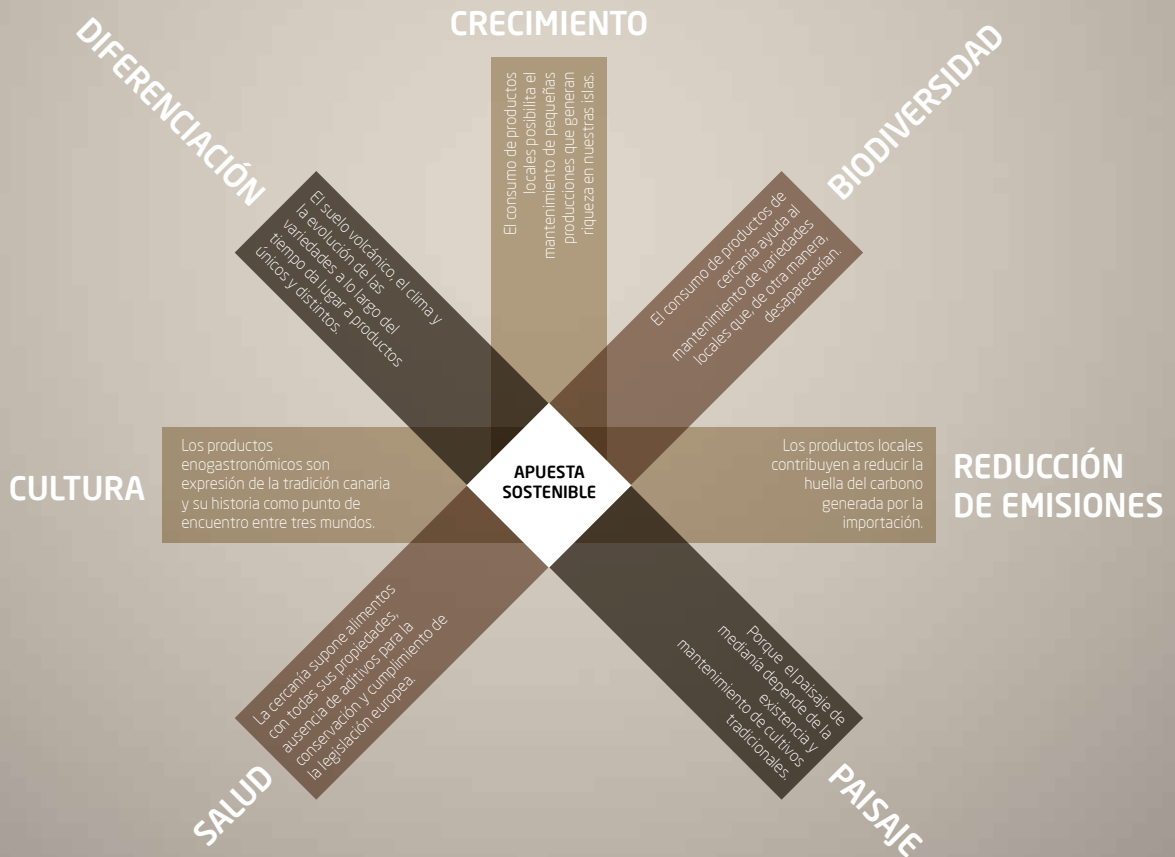 CRECIMIENTO
El consumo de productos
locales posibilita el
mantenimiento de pequeñas
producciones que generan
riqueza en nuestras islas.
DIFERENCIACIÓN
El suelo volcánico, el clima y
la evolución de las
variedades a lo largo del
tiempo da lugar a productos
únicos y distintos.
BIODIVERSIDAD
El consumo de productos de
cercanía ayuda al
mantenimiento de variedades
locales que, de otra manera,
desaparecerían.
CULTURA
Los productos
enogastronómicos son
expresión de la tradición canaria
y su historia como punto de
encuentro entre tres mundos.
APUESTA
SOSTENIBLE
Los productos locales
contribuyen a reducir la
huella del carbono
generada por la
importación.
REDUCCIÓN
DE EMISIONES
La cercanía supone alimentos
con todas sus propiedades,
ausencia de aditivos para la
conservación y cumplimiento de
la legislación europea.
SALUD
Porque el paisaje de
medianía depende de la
existencia y
mantenimiento de cultivos
tradicionales.
PAISAJE